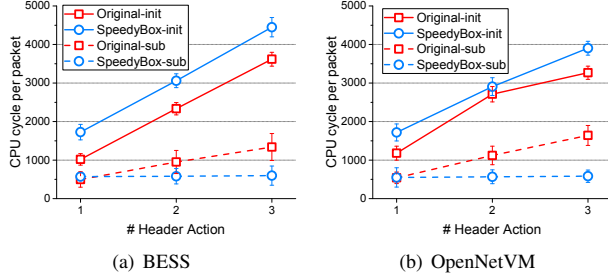 5000
4000
3000
2000
1000
0
CPU cycle per packet
Original-init
SpeedyBox-init
Original-sub
SpeedyBox-sub
1 2 3
# Header Action
(a) BESS
5000
4000
3000
2000
1000
0
CPU cycle per packet
Original-init
SpeedyBox-init
Original-sub
SpeedyBox-sub
1 2 3
# Header Action
(b) OpenNetVM